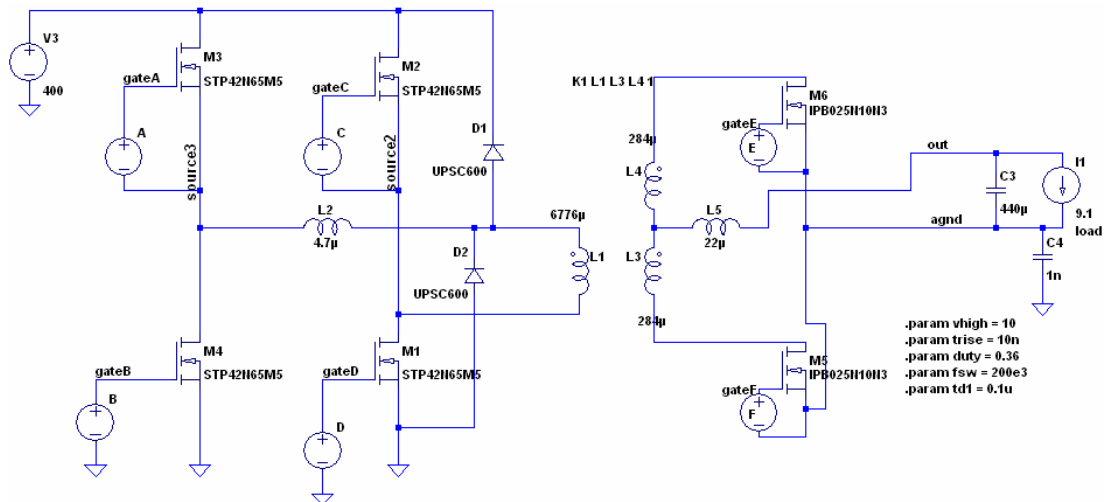 V3
400
gateA
M3
STP42N65M5
A
source3
gateC
M2
STP42N65M5
C
source2
D1
UPSC600
L2
4.7µ
D2
UPSC600
6776µ
L1
gateB
M4
STP42N65M5
B
gateD
M1
STP42N65M5
D
K1 L1 L3 L4 1
284µ
L4
L5
22µ
L3
284µ
M6
IPB025N10N3
gateE
E
out
agnd
C3
440µ
I1
9.1
load
C4
1n
M5
IPB025N10N3
gateF
F
.param vhigh = 10
.param trise = 10n
.param duty = 0.36
.param fsw = 200e3
.param td1 = 0.1u